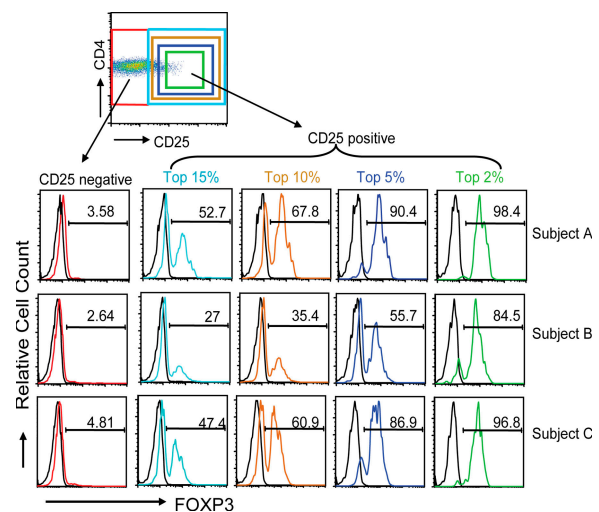 CD4
CD25
CD25 positive
CD25 negative
Top 15%
Top 10%
Top 5%
Top 2%
3.58
52.7
67.8
90.4
98.4
Subject A
2.64
27
35.4
55.7
84.5
Subject B
4.81
47.4
60.9
86.9
96.8
Subject C
Relative Cell Count
FOXP3